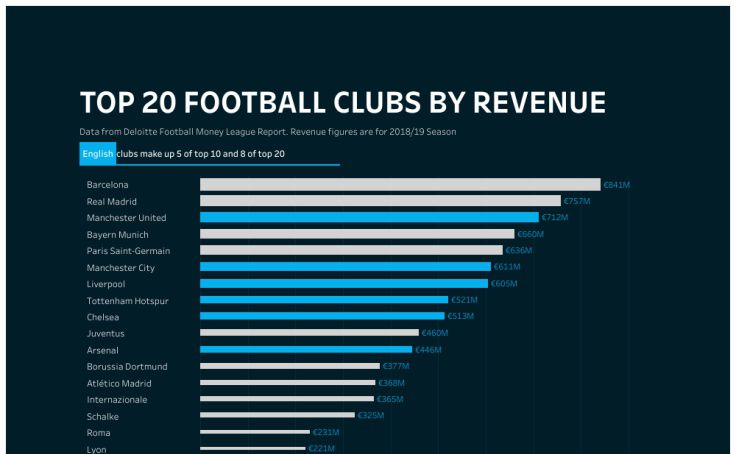 TOP 20 FOOTBALL CLUBS BY REVENUE
Data from Deloitte Football Money League Report. Revenue figures are for 2018/19 Season
English clubs make up 5 of top 10 and 8 of top 20
Barcelona €841M
Real Madrid €757M
Manchester United €712M
Bayern Munich €660M
Paris Saint-Germain €636M
Manchester City €611M
Liverpool €605M
Tottenham Hotspur €521M
Chelsea €513M
Juventus €460M
Arsenal €446M
Borussia Dortmund €377M
Atlético Madrid €368M
Internazionale €365M
Schalke €325M
Roma €231M
Lyon €221M